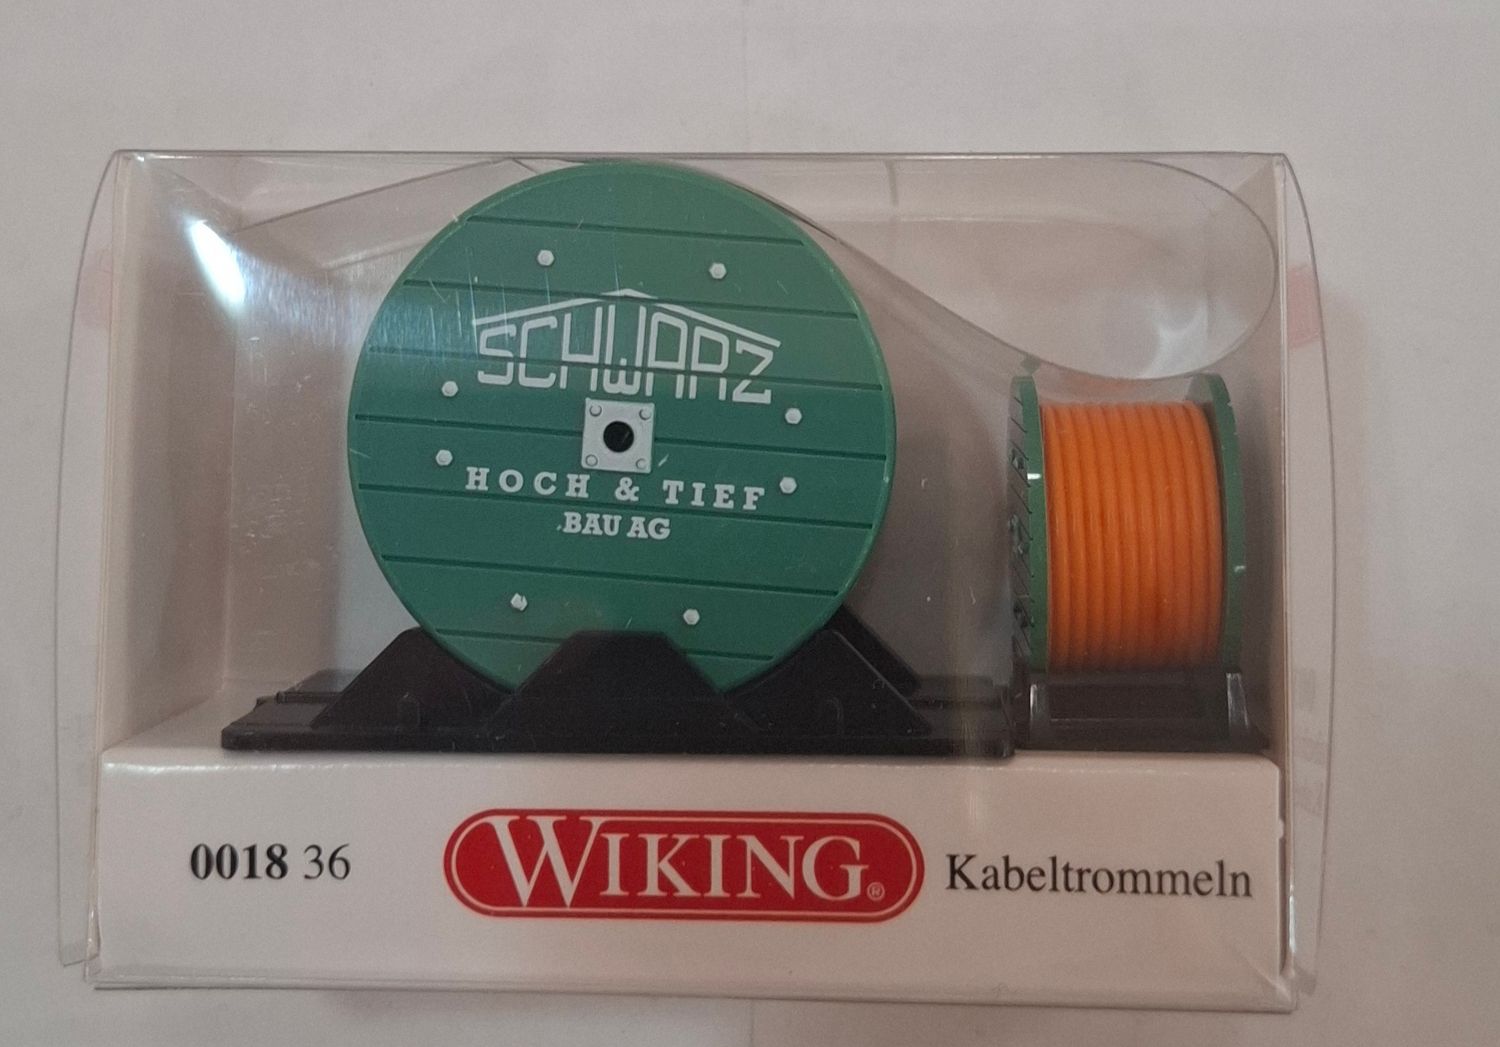 SCHWARZ
HOCH & TIEF
BAU AG
0018 36
WIKING®
Kabeltrommeln